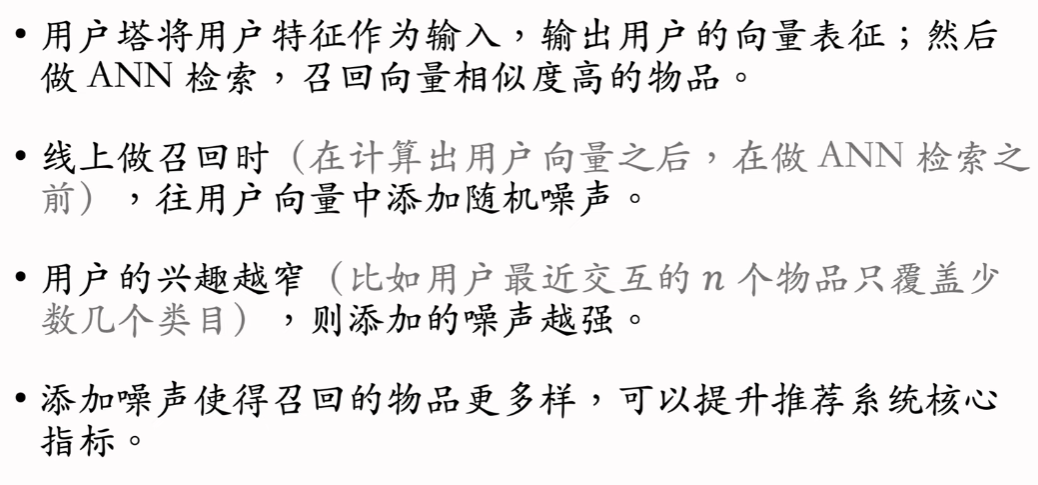 • 用户塔将用户特征作为输入，输出用户的向量表征；然后
做 ANN 检索，召回向量相似度高的物品。
• 线上做召回时（在计算出用户向量之后，在做 ANN 检索之
前），往用户向量中添加随机噪声。
• 用户的兴趣越窄（比如用户最近交互的 n 个物品只覆盖少
数几个类目），则添加的噪声越强。
• 添加噪声使得召回的物品更多样，可以提升推荐系统核心
指标。